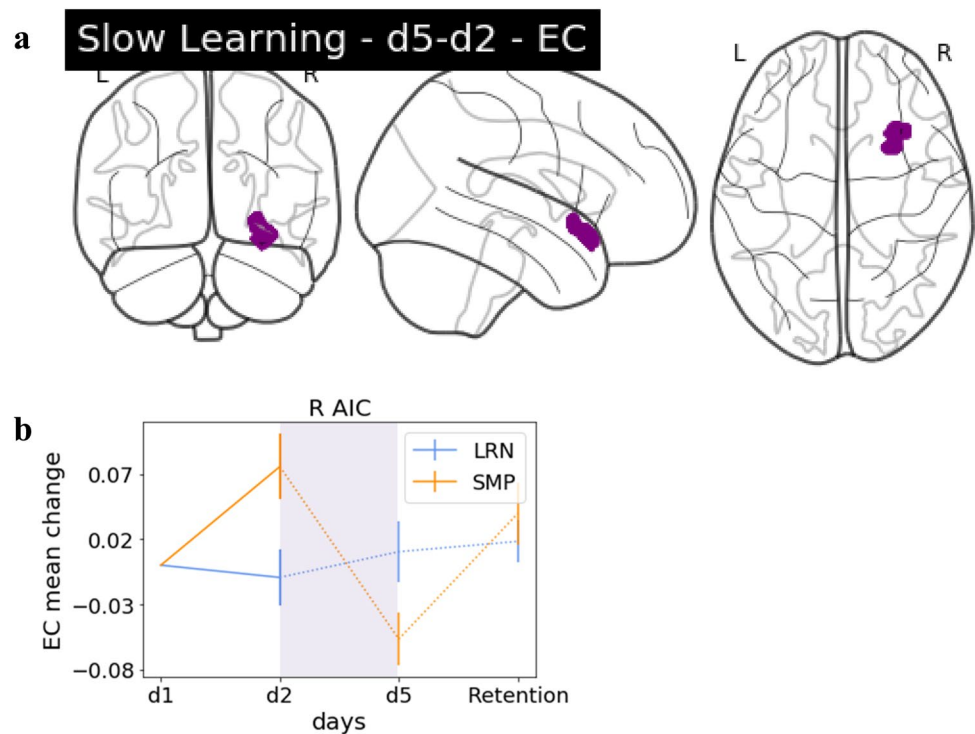 a
Slow Learning - d5-d2 - EC
L R
L R
b
R AIC
LRN
SMP
EC mean change
0.07
0.02
−0.03
−0.08
d1 d2 d5 Retention
days